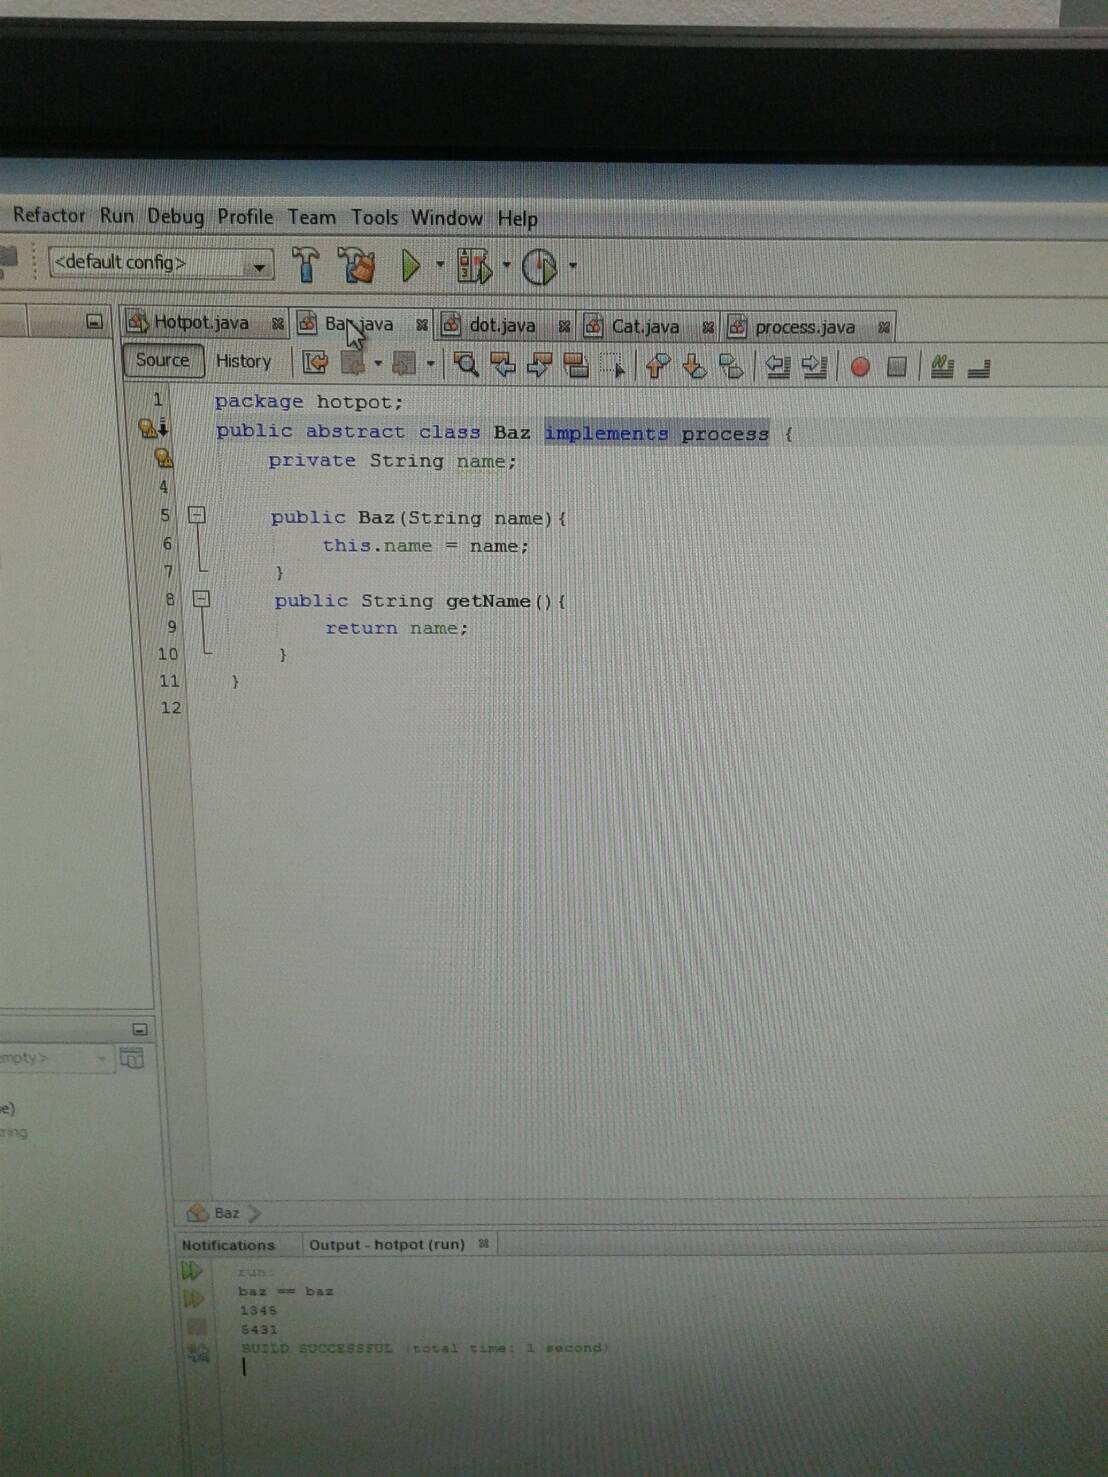 Refactor Run Debug Profile Team Tools Window Help
<default config>
Hotpot.java Baz.java dot.java Cat.java process.java
Source History
1 package hotpot;
public abstract class Baz implements process {
private String name;
4
5 public Baz(String name){
6 this.name = name;
7 }
8 public String getName(){
9 return name;
10 }
11 }
12
mpty>
e)
ring
Baz
Notifications Output - hotpot (run)
run:
baz == baz
1345
5431
BUILD SUCCESSFUL (total time: 1 second)